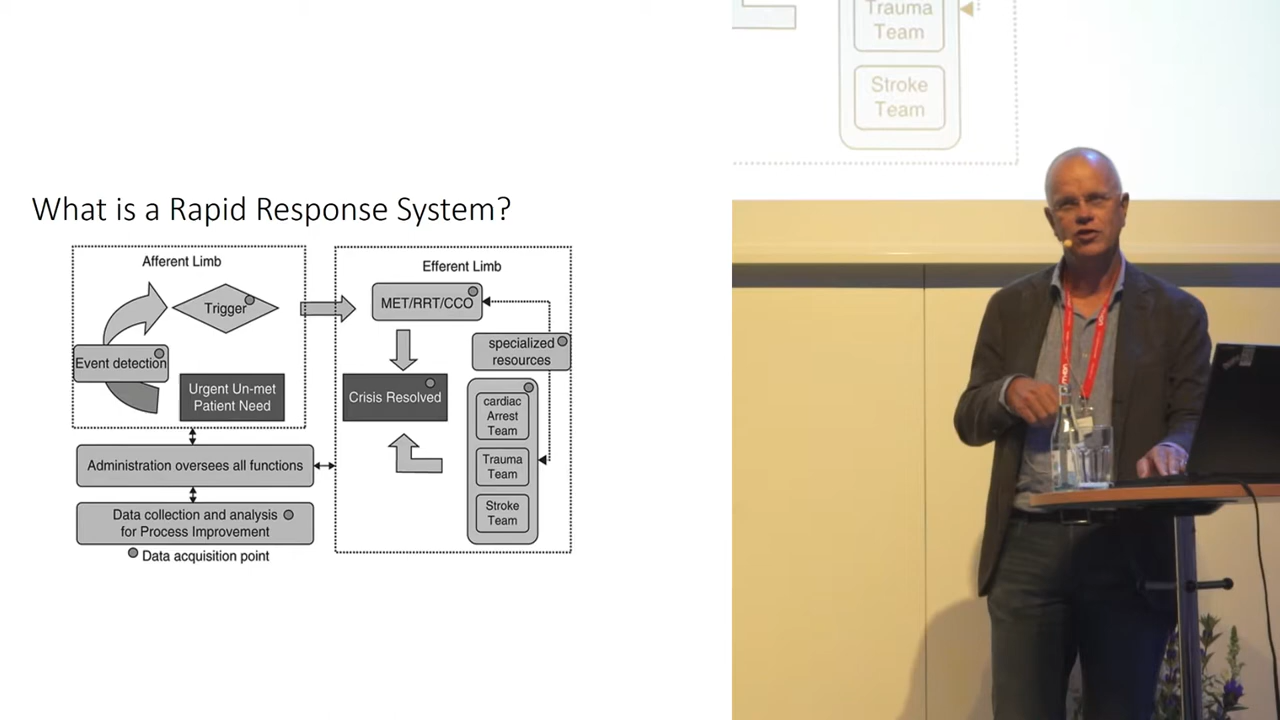 What is a Rapid Response System?
Afferent Limb
Trigger
Event detection
Urgent Un-met
Patient Need
Administration oversees all functions
Data collection and analysis
for Process Improvement
Data acquisition point
Efferent Limb
MET/RRT/CCO
specialized
resources
Crisis Resolved
cardiac
Arrest
Team
Trauma
Team
Stroke
Team
Trauma
Team
Stroke
Team